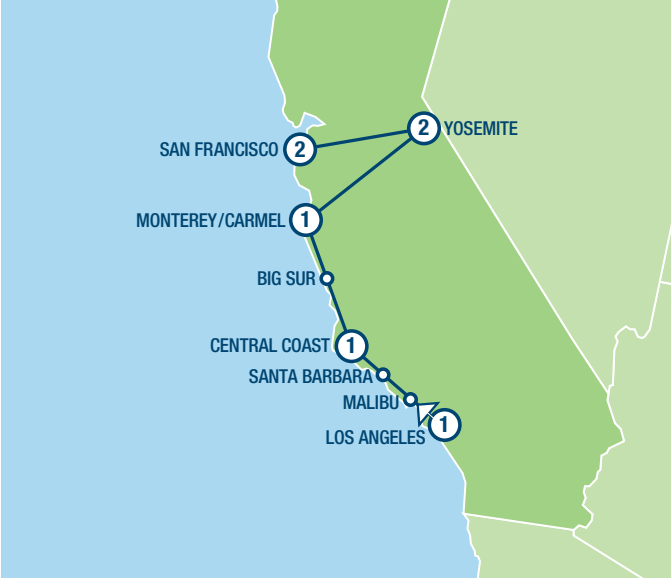 2 YOSEMITE
SAN FRANCISCO 2
MONTEREY/CARMEL 1
BIG SUR
CENTRAL COAST 1
SANTA BARBARA
MALIBU
LOS ANGELES 1